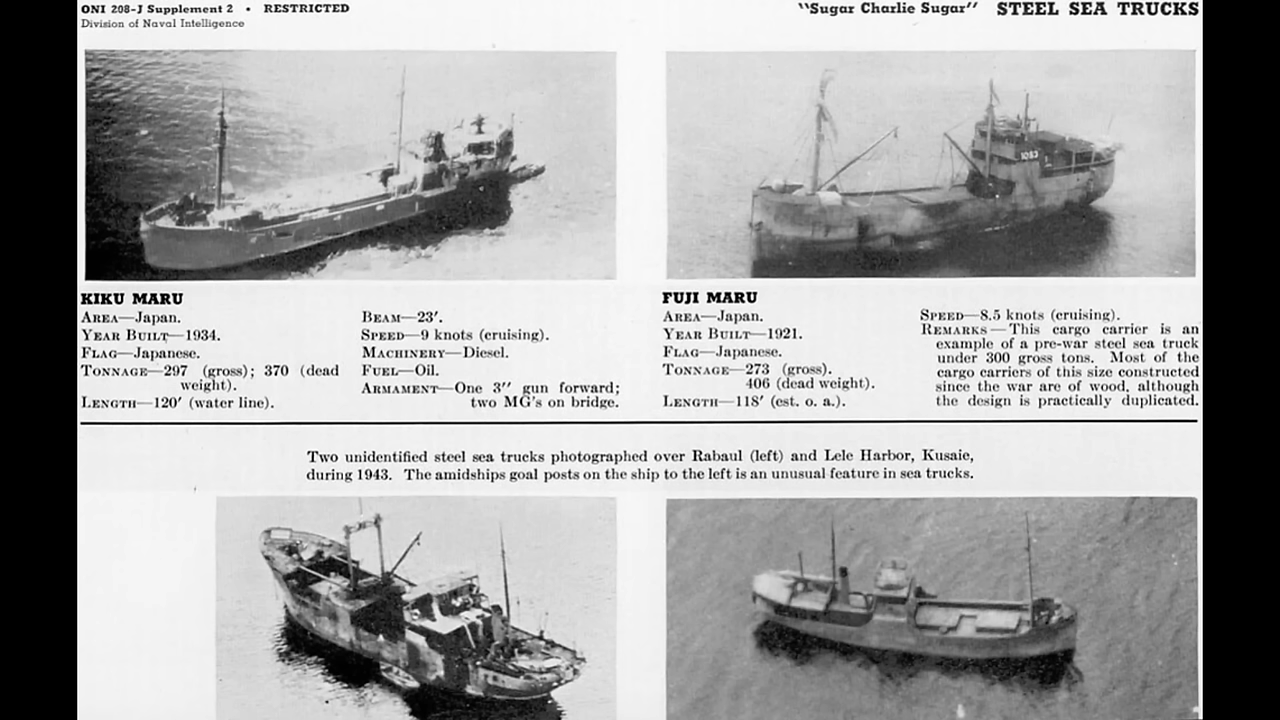 ONI 208-J Supplement 2 • RESTRICTED
Division of Naval Intelligence
"Sugar Charlie Sugar" STEEL SEA TRUCKS
1083
KIKU MARU
AREA—Japan.
YEAR BUILT—1934.
FLAG—Japanese.
TONNAGE—297 (gross); 370 (dead
weight).
LENGTH—120′ (water line).
BEAM—23′.
SPEED—9 knots (cruising).
MACHINERY—Diesel.
FUEL—Oil.
ARMAMENT—One 3″ gun forward;
two MG's on bridge.
FUJI MARU
AREA—Japan.
YEAR BUILT—1921.
FLAG—Japanese.
TONNAGE—273 (gross).
406 (dead weight).
LENGTH—118′ (est. o. a.).
SPEED—8.5 knots (cruising).
REMARKS—This cargo carrier is an
example of a pre-war steel sea truck
under 300 gross tons. Most of the
cargo carriers of this size constructed
since the war are of wood, although
the design is practically duplicated.
Two unidentified steel sea trucks photographed over Rabaul (left) and Lele Harbor, Kusaie,
during 1943. The amidships goal posts on the ship to the left is an unusual feature in sea trucks.